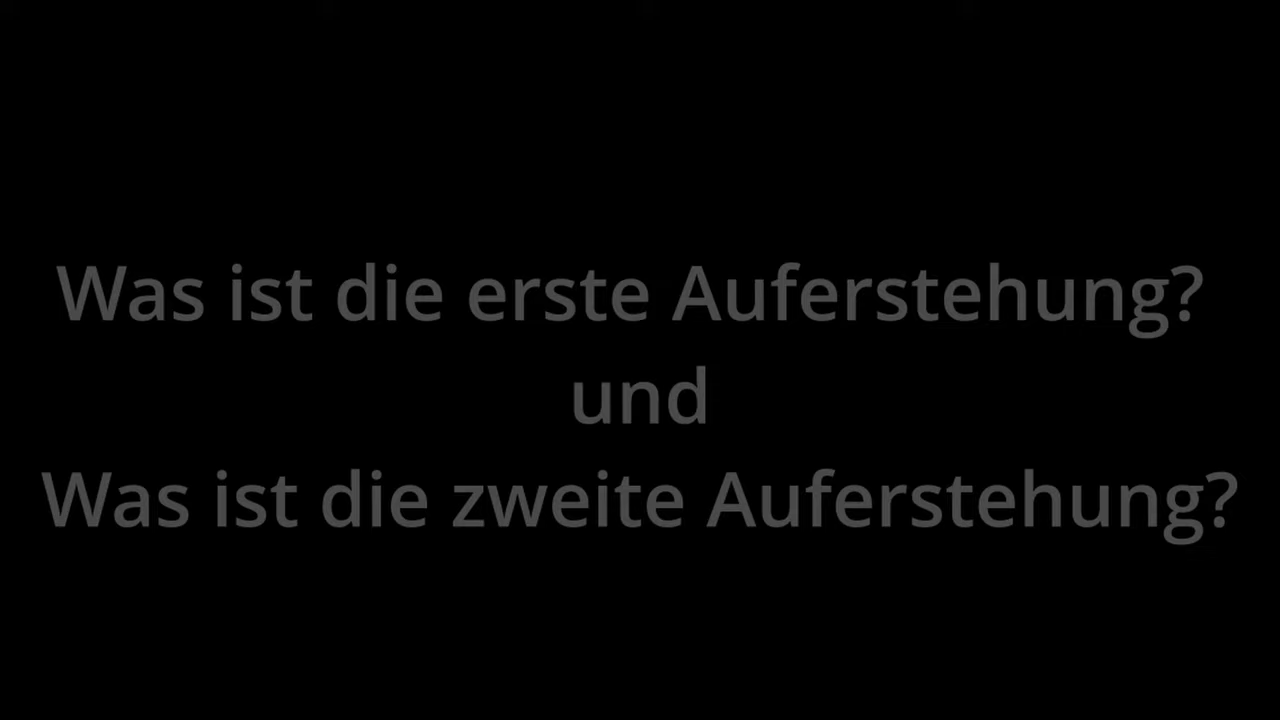 Was ist die erste Auferstehung?
und
Was ist die zweite Auferstehung?